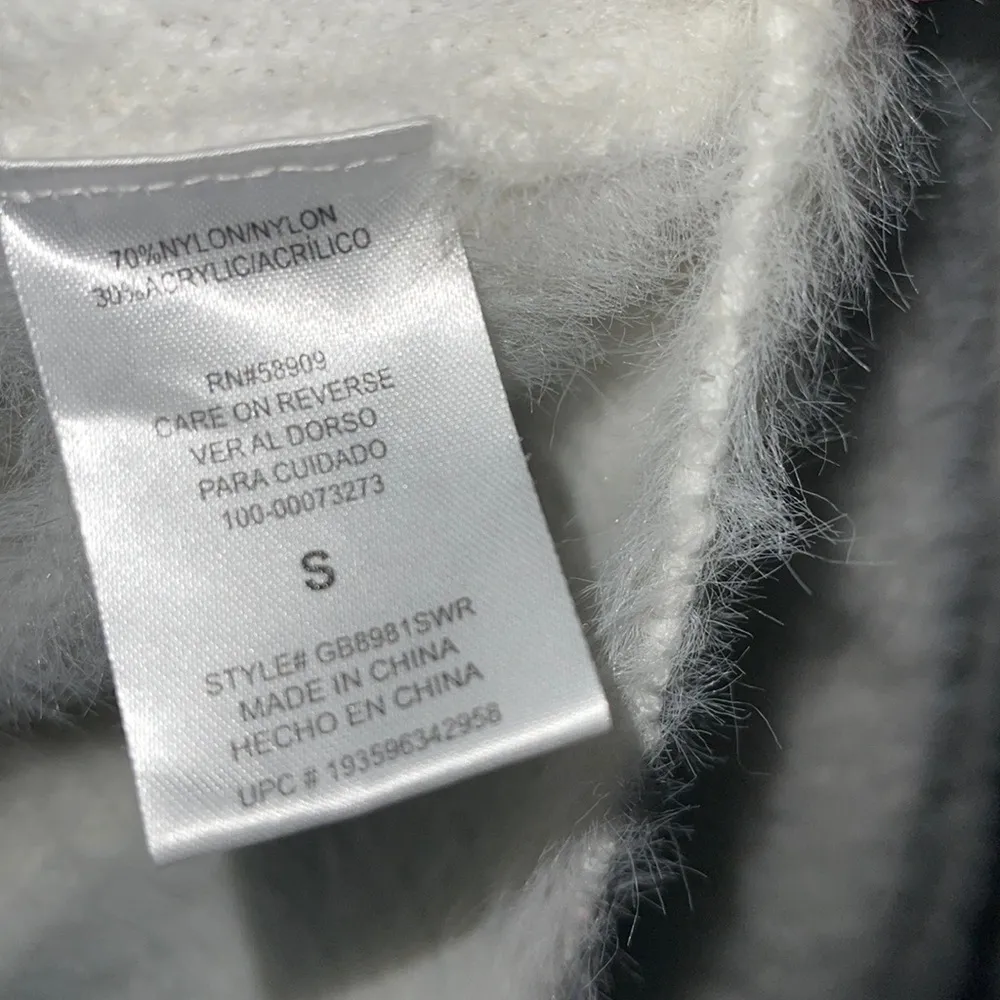 70%NYLON/NYLON
30%ACRYLIC/ACRÍLICO
RN#58909
CARE ON REVERSE
VER AL DORSO
PARA CUIDADO
100-00073273
S
STYLE# GB8981SWR
MADE IN CHINA
HECHO EN CHINA
UPC # 193596342958